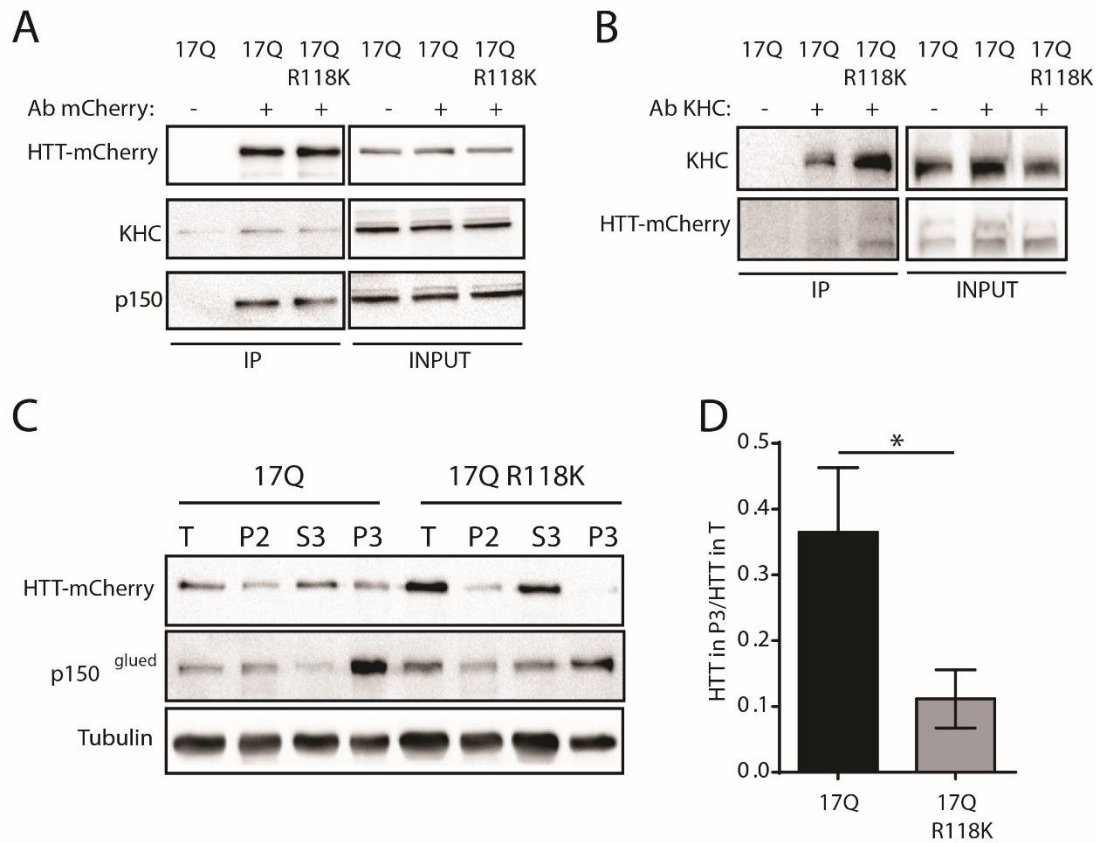 A
17Q 17Q 17Q 17Q 17Q 17Q
R118K R118K
Ab mCherry: - + + - + +
HTT-mCherry
KHC
p150
IP INPUT
B
17Q 17Q 17Q 17Q 17Q 17Q
R118K R118K
Ab KHC: - + + - + +
KHC
HTT-mCherry
IP INPUT
C
17Q 17Q R118K
T P2 S3 P3 T P2 S3 P3
HTT-mCherry
p150 glued
Tubulin
D
*
HTT in P3/HTT in T
0.5
0.4
0.3
0.2
0.1
0.0
17Q 17Q
R118K